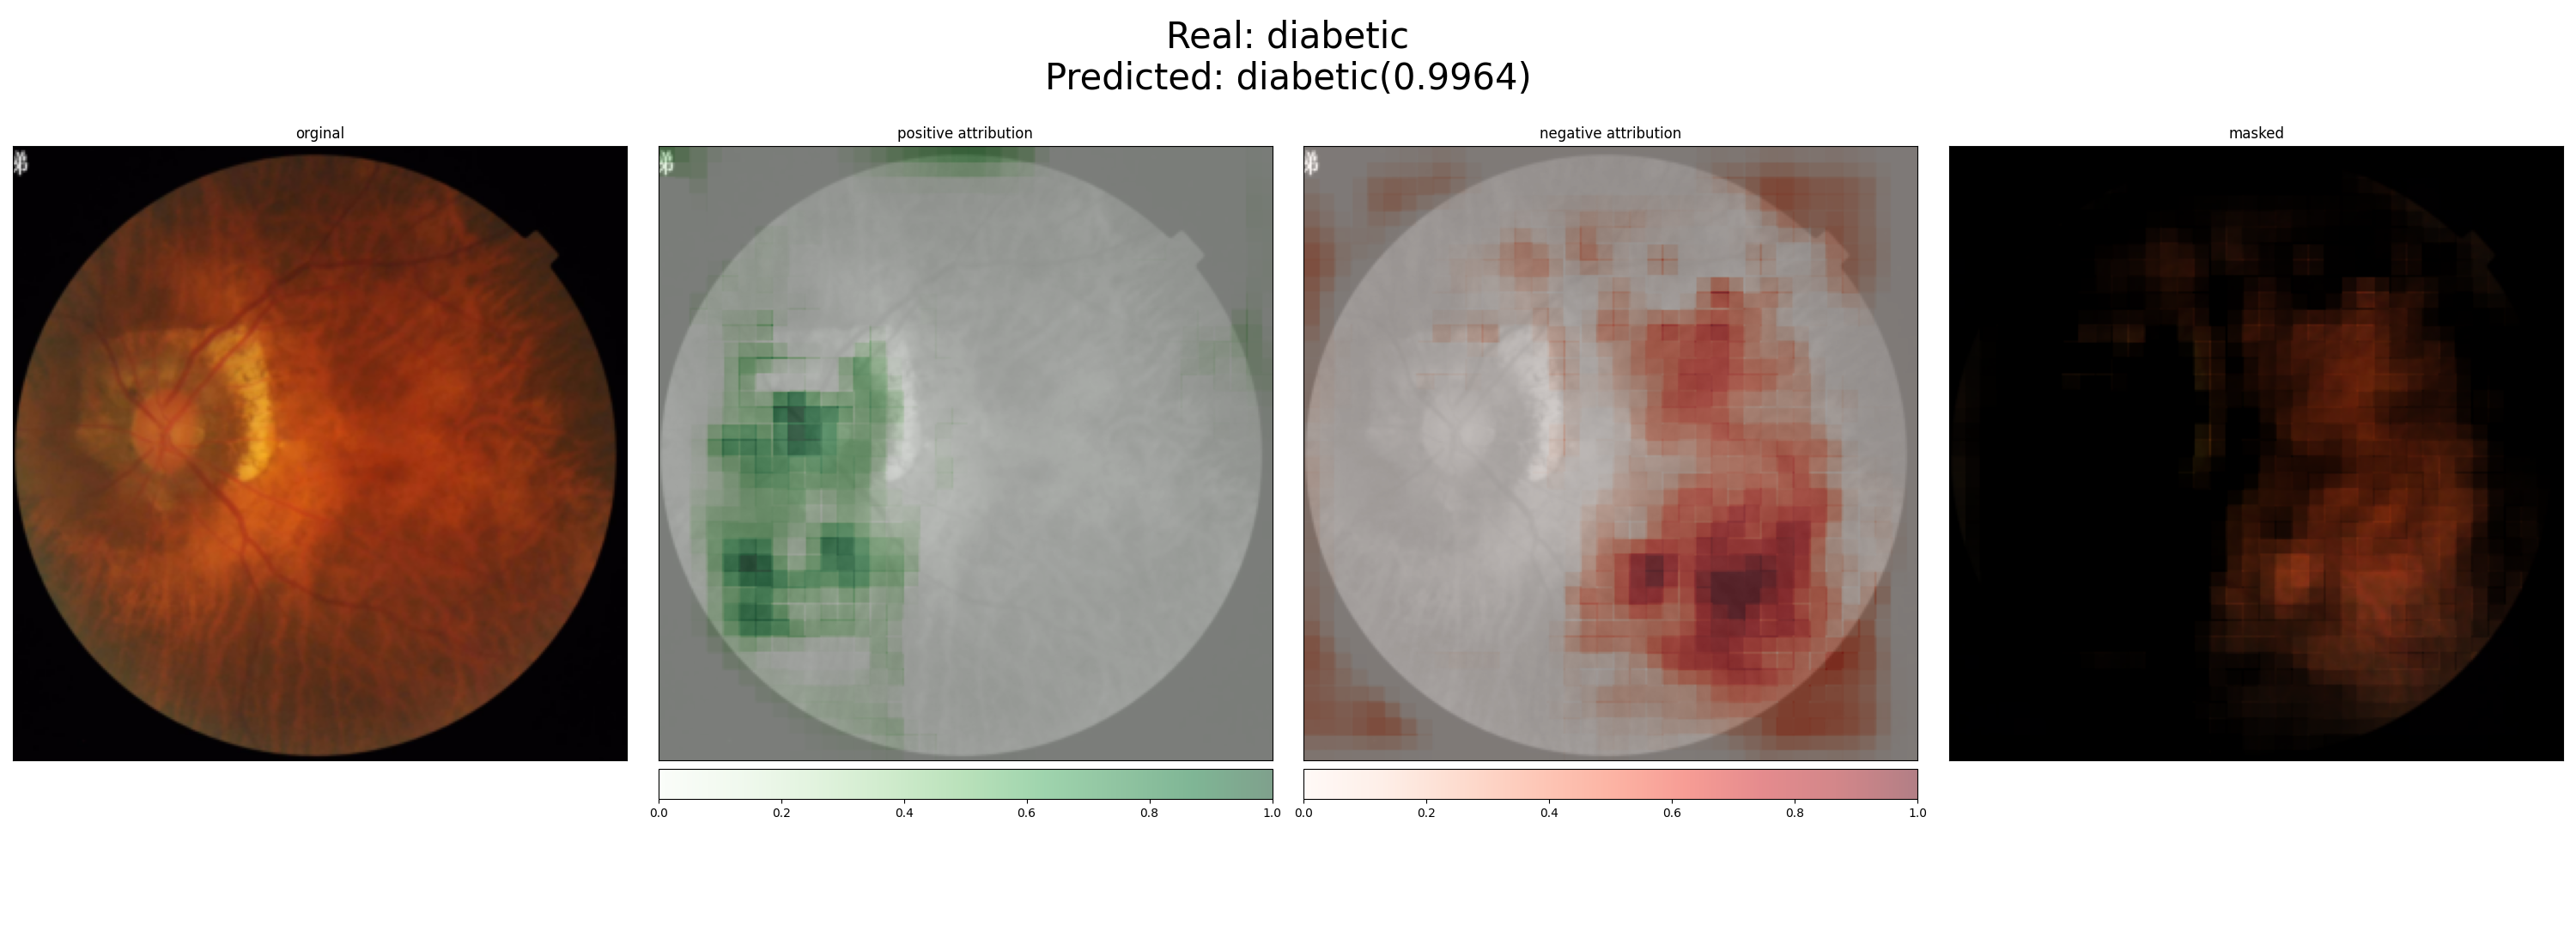 Real: diabetic
Predicted: diabetic(0.9964)
orginal
positive attribution
negative attribution
masked
0.0 0.2 0.4 0.6 0.8 1.0
0.0 0.2 0.4 0.6 0.8 1.0